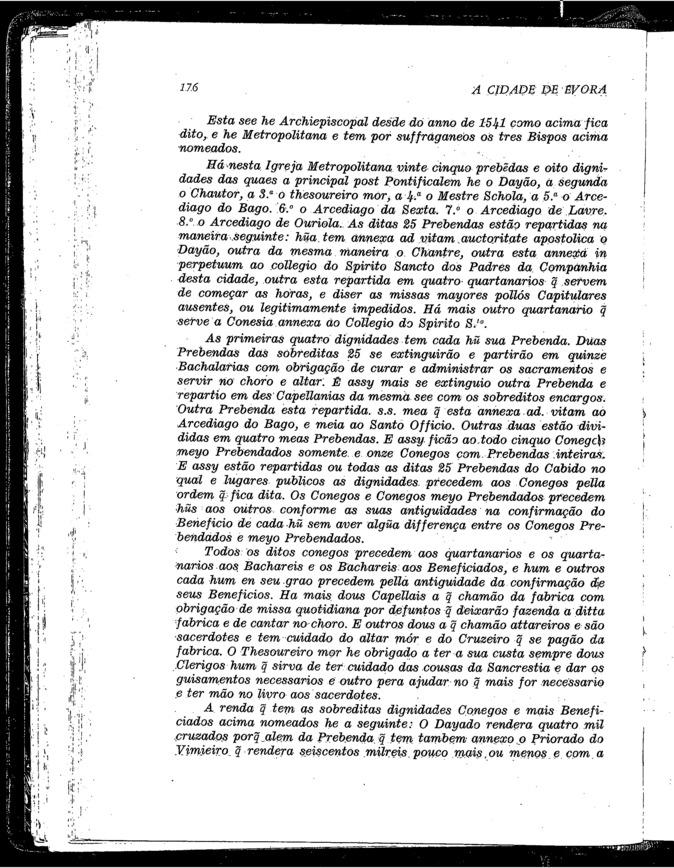 176
A CIDADE DE EVORA
Esta see he Archiepiscopal desde do anno de 1541 como acima fica
dito, e he Metropolitana e tem por suffraganeos os tres Bispos acima
nomeados.
Há nesta Igreja Metropolitana vinte cinquo prebẽdas e oito digni-
dades das quaes a principal post Pontificalem he o Dayão, a segunda
o Chautor, a 3.ª o thesoureiro mor, a 4.ª o Mestre Schola, a 5.ª o Arce-
diago do Bago. 6.º o Arcediago da Sexta. 7.º o Arcediago de Lavre.
8.º o Arcediago de Ouriola. As ditas 25 Prebendas estão repartidas na
maneira seguinte: hũa tem annexa ad vitam auctoritate apostolica o
Dayão, outra da mesma maneira o Chantre, outra esta annexa in
perpetuum ao collegio do Spirito Sancto dos Padres da Companhia
desta cidade, outra esta repartida em quatro quartanarios q̃ servem
de começar as horas, e diser as missas mayores pollós Capitulares
ausentes, ou legitimamente impedidos. Há mais outro quartanario q̃
serve a Conesia annexa ao Collegio do Spirito S.ᵗᵒ.
As primeiras quatro dignidades tem cada hũ sua Prebenda. Duas
Prebendas das sobreditas 25 se extinguirão e partirão em quinze
Bachalarias com obrigação de curar e administrar os sacramentos e
servir no choro e altar. É assy mais se extinguio outra Prebenda e
repartio em des Capellanias da mesma see com os sobreditos encargos.
Outra Prebenda esta repartida. s.s. mea q̃ esta annexa ad. vitam ao
Arcediago do Bago, e meia ao Santo Officio. Outras duas estão divi-
didas em quatro meas Prebendas. E assy ficão ao todo cinquo Conegos
meyo Prebendados somente e onze Conegos com Prebendas inteiras.
E assy estão repartidas ou todas as ditas 25 Prebendas do Cabido no
qual e lugares publicos as dignidades precedem aos Conegos pella
ordem q̃ fica dita. Os Conegos e Conegos meyo Prebendados precedem
hũs aos outros conforme as suas antiguidades na confirmação do
Beneficio de cada hũ sem aver algũa differença entre os Conegos Pre-
bendados e meyo Prebendados.
Todos os ditos conegos precedem aos quartanarios e os quarta-
narios aos Bachareis e os Bachareis aos Beneficiados, e hum e outros
cada hum en seu grao precedem pella antiguidade da confirmação de
seus Beneficios. Ha mais dous Capellais a q̃ chamão da fabrica com
obrigação de missa quotidiana por defuntos q̃ deixarão fazenda a ditta
fabrica e de cantar no choro. E outros dous a q̃ chamão attareiros e são
sacerdotes e tem cuidado do altar mór e do Cruzeiro q̃ se pagão da
fabrica. O Thesoureiro mor he obrigado a ter a sua custa sempre dous
Clerigos hum q̃ sirva de ter cuidado das cousas da Sancrestia e dar os
guisamentos necessarios e outro pera ajudar no q̃ mais for necessario
e ter mão no livro aos sacerdotes.
A renda q̃ tem as sobreditas dignidades Conegos e mais Benefi-
ciados acima nomeados he a seguinte: O Dayado rendera quatro mil
cruzados porq̃ alem da Prebenda q̃ tem tambem annexo o Priorado do
Vimieiro q̃ rendera seiscentos milreis pouco mais ou menos e com a